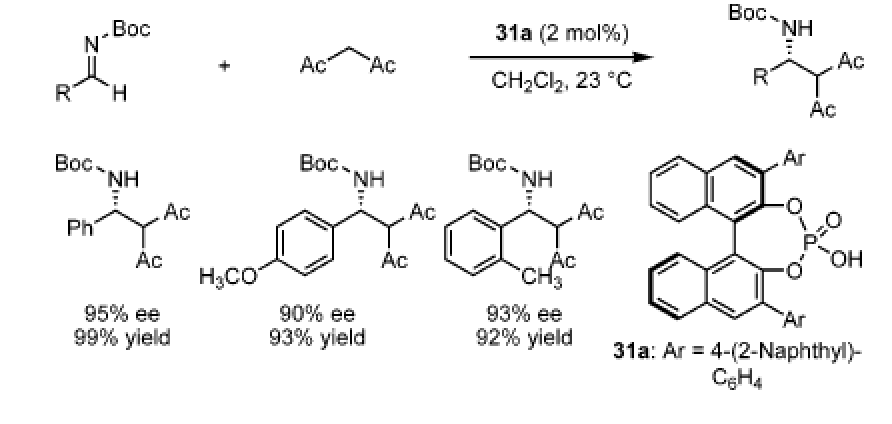 N Boc
R H
+
Ac Ac
31a (2 mol%)
CH2Cl2, 23 °C
Boc NH
R Ac
Ac
Boc NH
Ph Ac
Ac
95% ee
99% yield
Boc NH
Ac
Ac
H3CO
90% ee
93% yield
Boc NH
Ac
Ac
CH3
93% ee
92% yield
Ar
O
O
P
OH
O
Ar
31a: Ar = 4-(2-Naphthyl)-
C6H4